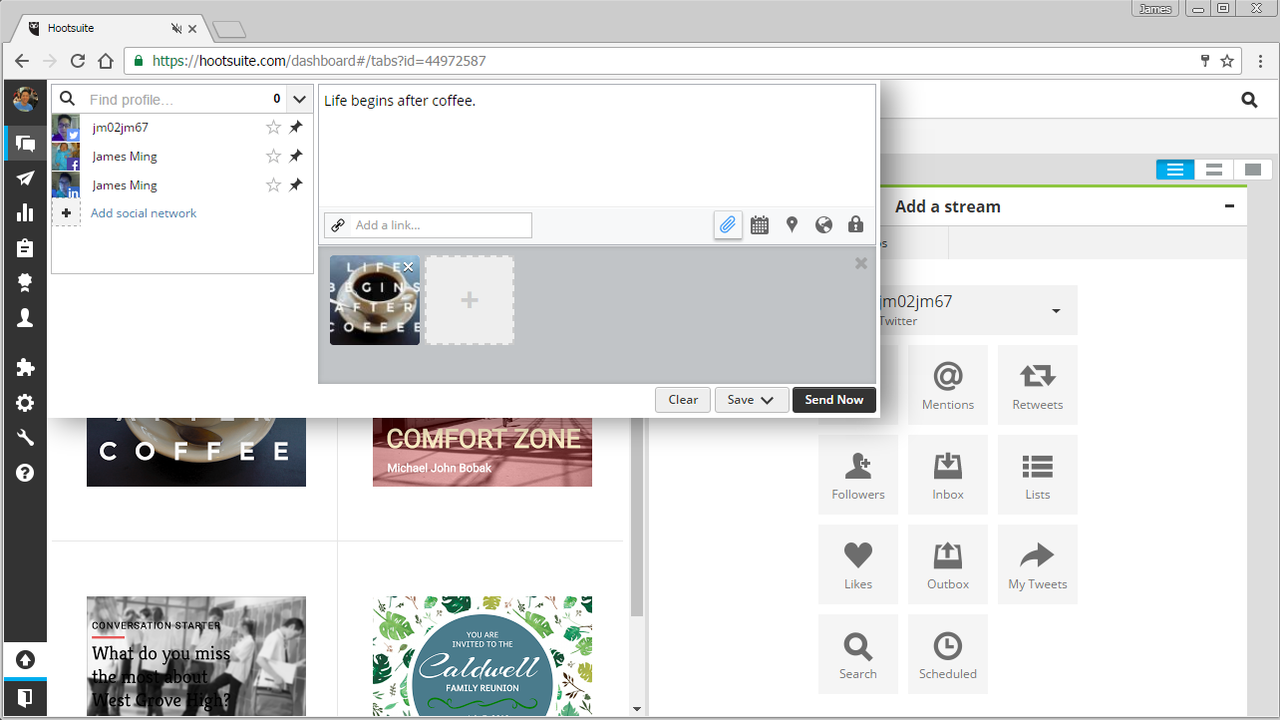 James
Hootsuite
https://hootsuite.com/dashboard#/tabs?id=44972587
Find profile...
0
jm02jm67
James Ming
James Ming
in
Add social network
Life begins after coffee.
Add a link...
LIFE
BEGINS
AFTER
COFFEE
Clear
Save
Send Now
AFTER
COFFEE
COMFORT ZONE
Michael John Bobak
CONVERSATION STARTER
What do you miss
the most about
West Grove High?
YOU ARE
INVITED TO THE
Caldwell
FAMILY REUNION
Add a stream
jm02jm67
Twitter
Mentions
Retweets
Followers
Inbox
Lists
Likes
Outbox
My Tweets
Search
Scheduled